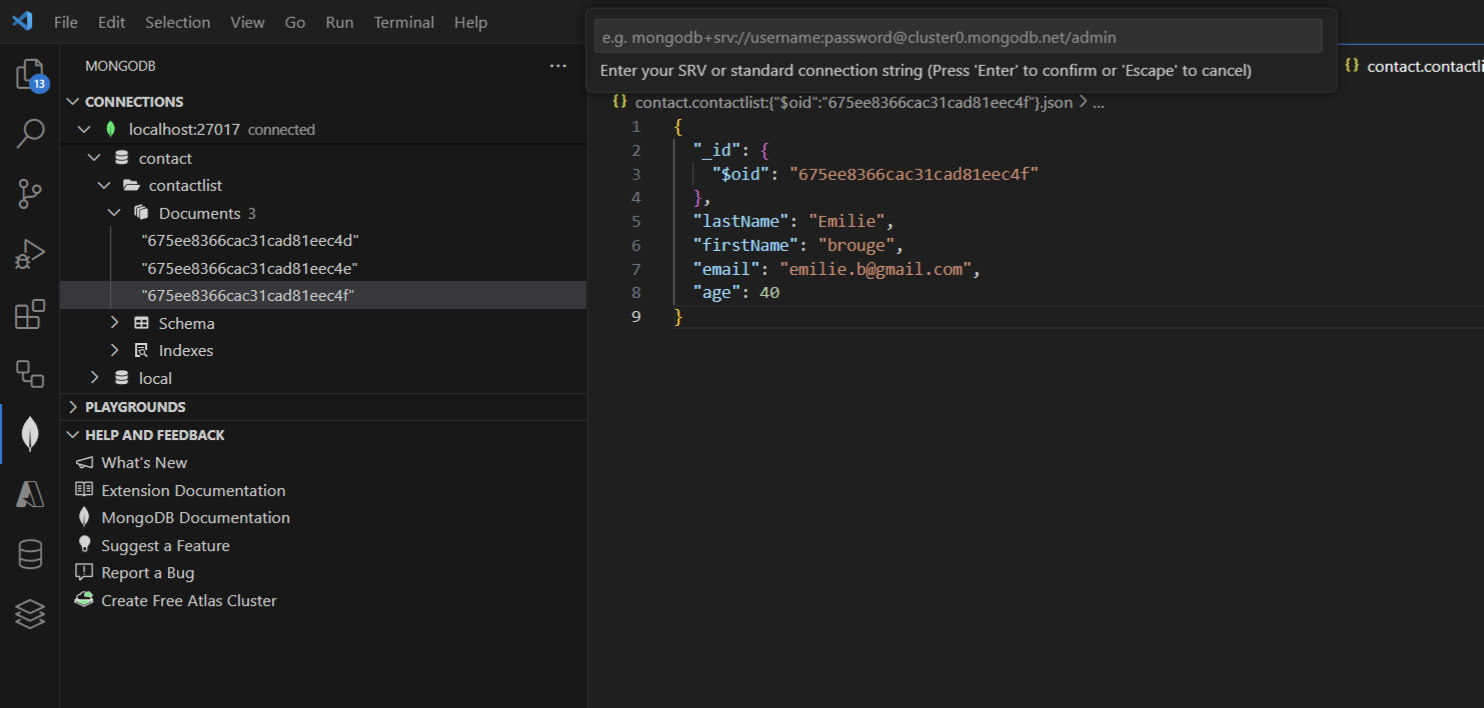 File Edit Selection View Go Run Terminal Help
e.g. mongodb+srv://username:password@cluster0.mongodb.net/admin
Enter your SRV or standard connection string (Press 'Enter' to confirm or 'Escape' to cancel)
{} contact.contactli
13
MONGODB
...
CONNECTIONS
localhost:27017 connected
contact
contactlist
Documents 3
"675ee8366cac31cad81eec4d"
"675ee8366cac31cad81eec4e"
"675ee8366cac31cad81eec4f"
Schema
Indexes
local
PLAYGROUNDS
HELP AND FEEDBACK
What's New
Extension Documentation
MongoDB Documentation
Suggest a Feature
Report a Bug
Create Free Atlas Cluster
{} contact.contactlist:{"$oid":"675ee8366cac31cad81eec4f"}.json > ...
1 {
2 "_id": {
3 "$oid": "675ee8366cac31cad81eec4f"
4 },
5 "lastName": "Emilie",
6 "firstName": "brouge",
7 "email": "emilie.b@gmail.com",
8 "age": 40
9 }